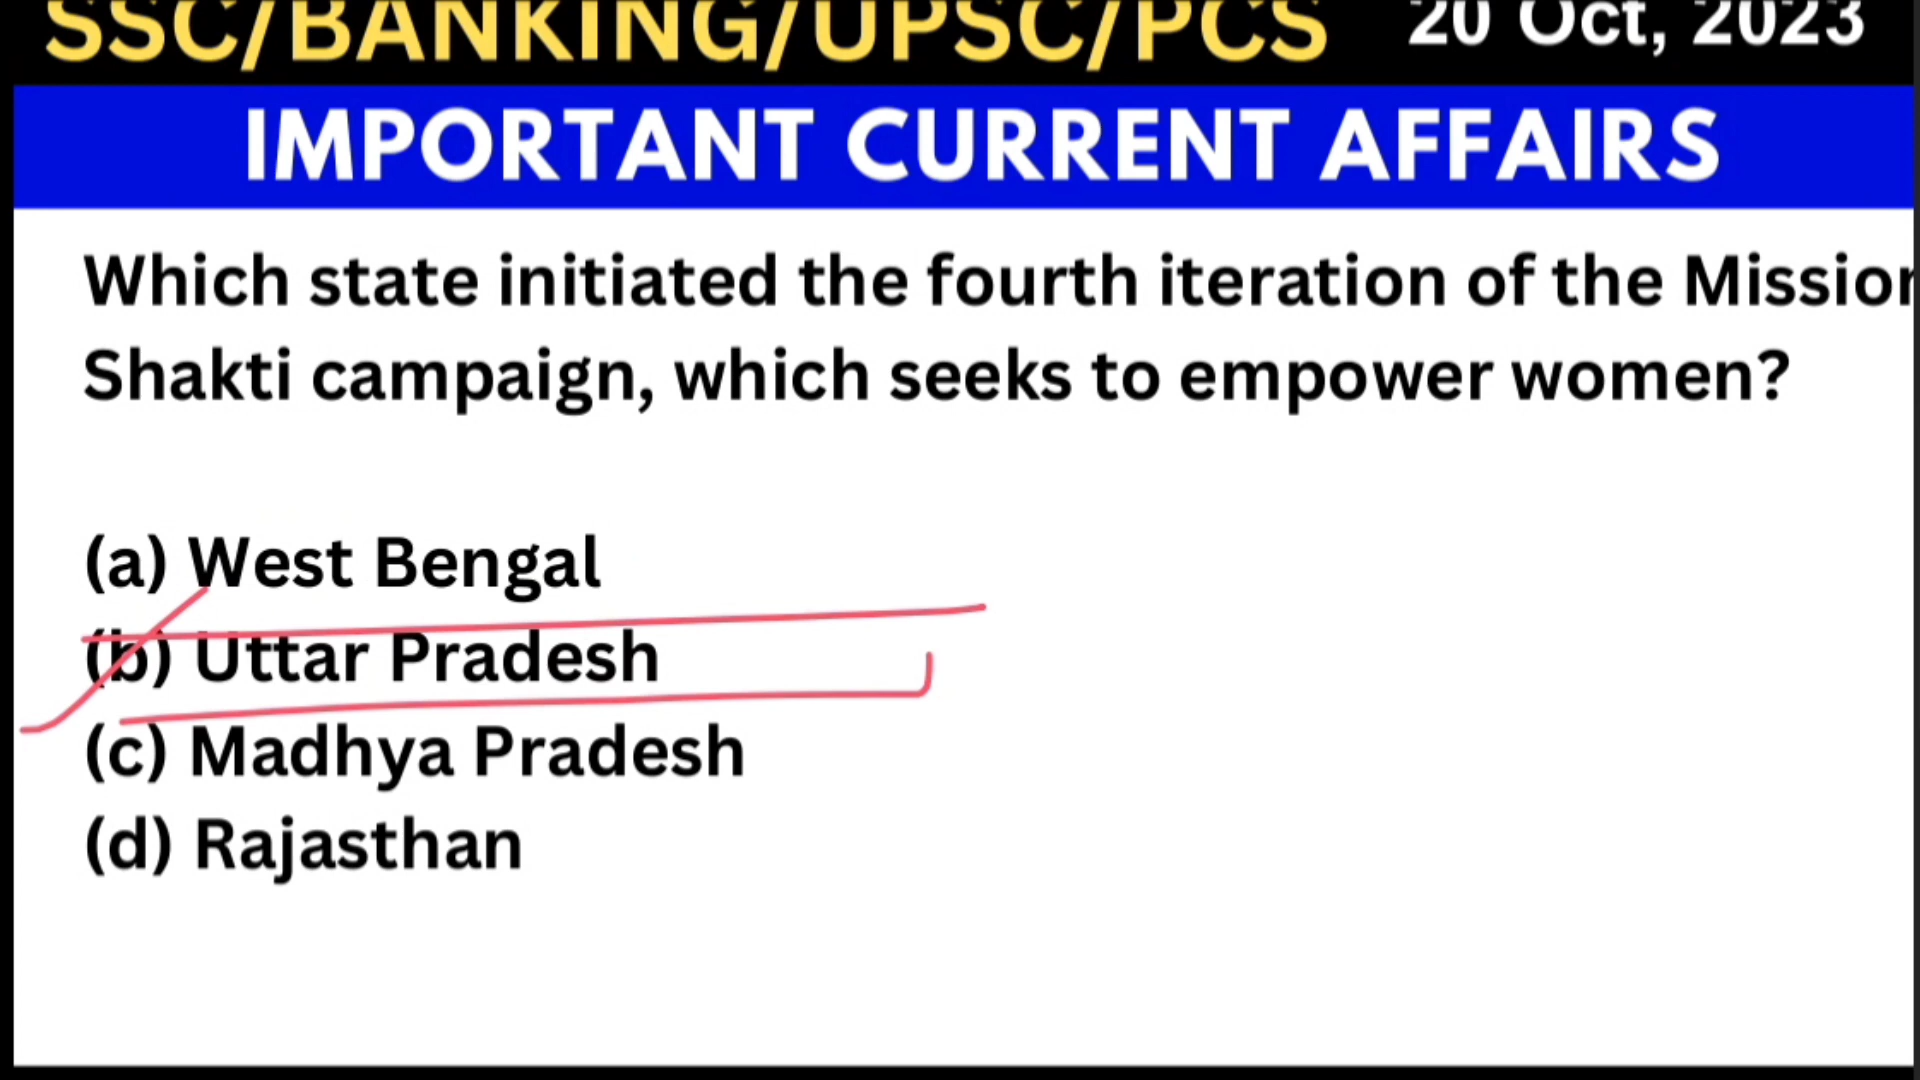 SSC/BANKING/UPSC/PCS 20 Oct, 2023
IMPORTANT CURRENT AFFAIRS
Which state initiated the fourth iteration of the Mission
Shakti campaign, which seeks to empower women?
(a) West Bengal
(b) Uttar Pradesh
(c) Madhya Pradesh
(d) Rajasthan